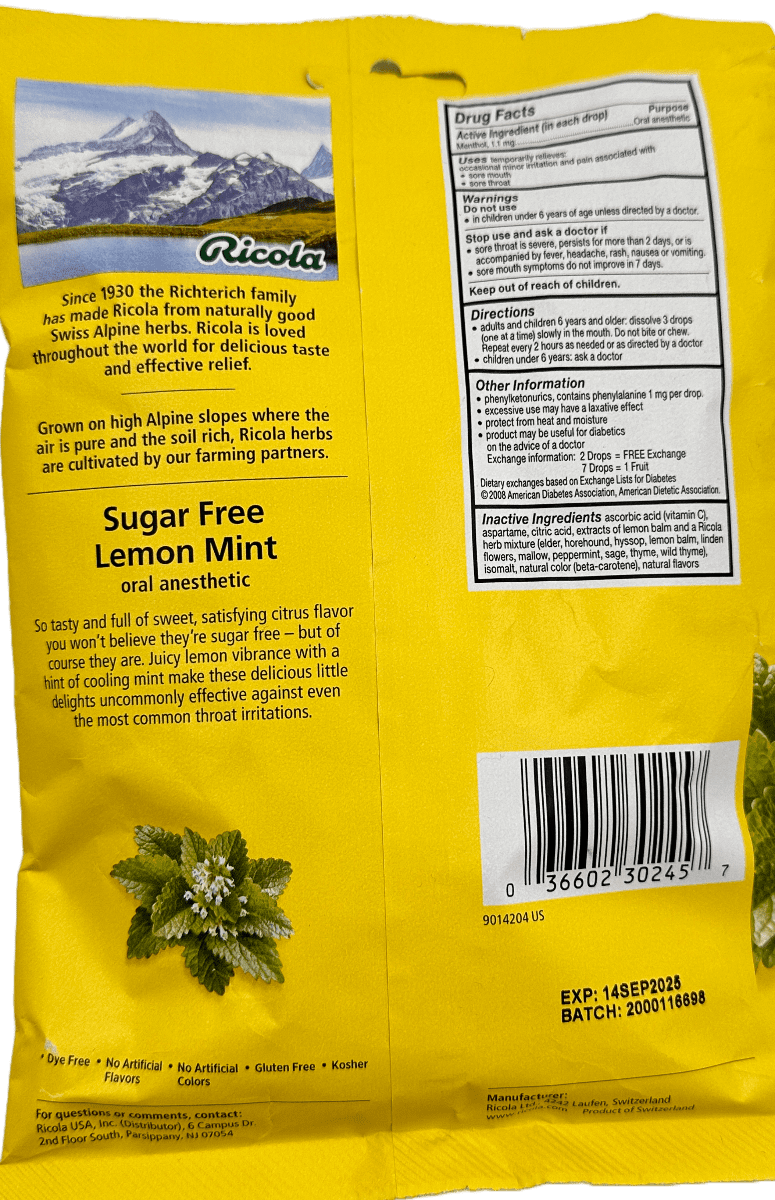 Ricola
Since 1930 the Richterich family
has made Ricola from naturally good
Swiss Alpine herbs. Ricola is loved
throughout the world for delicious taste
and effective relief.
Grown on high Alpine slopes where the
air is pure and the soil rich, Ricola herbs
are cultivated by our farming partners.
Sugar Free
Lemon Mint
oral anesthetic
So tasty and full of sweet, satisfying citrus flavor
you won't believe they're sugar free – but of
course they are. Juicy lemon vibrance with a
hint of cooling mint make these delicious little
delights uncommonly effective against even
the most common throat irritations.
• Dye Free • No Artificial Flavors • No Artificial Colors • Gluten Free • Kosher
For questions or comments, contact:
Ricola USA, Inc. (Distributor), 6 Campus Dr.
2nd Floor South, Parsippany, NJ 07054
Drug Facts
Active Ingredient (in each drop) Purpose
Menthol, 1.1 mg Oral anesthetic
Uses temporarily relieves:
occasional minor irritation and pain associated with
• sore mouth
• sore throat
Warnings
Do not use
• in children under 6 years of age unless directed by a doctor.
Stop use and ask a doctor if
• sore throat is severe, persists for more than 2 days, or is
accompanied by fever, headache, rash, nausea or vomiting.
• sore mouth symptoms do not improve in 7 days.
Keep out of reach of children.
Directions
• adults and children 6 years and older: dissolve 3 drops
(one at a time) slowly in the mouth. Do not bite or chew.
Repeat every 2 hours as needed or as directed by a doctor
• children under 6 years: ask a doctor
Other Information
• phenylketonurics, contains phenylalanine 1 mg per drop.
• excessive use may have a laxative effect
• protect from heat and moisture
• product may be useful for diabetics
on the advice of a doctor
Exchange information: 2 Drops = FREE Exchange
7 Drops = 1 Fruit
Dietary exchanges based on Exchange Lists for Diabetes
©2008 American Diabetes Association, American Dietetic Association.
Inactive Ingredients ascorbic acid (vitamin C),
aspartame, citric acid, extracts of lemon balm and a Ricola
herb mixture (elder, horehound, hyssop, lemon balm, linden
flowers, mallow, peppermint, sage, thyme, wild thyme),
isomalt, natural color (beta-carotene), natural flavors
0 36602 30245 7
9014204 US
EXP: 14SEP2025
BATCH: 2000116698
Manufacturer:
Ricola Ltd., 4242 Laufen, Switzerland
www.ricola.com Product of Switzerland